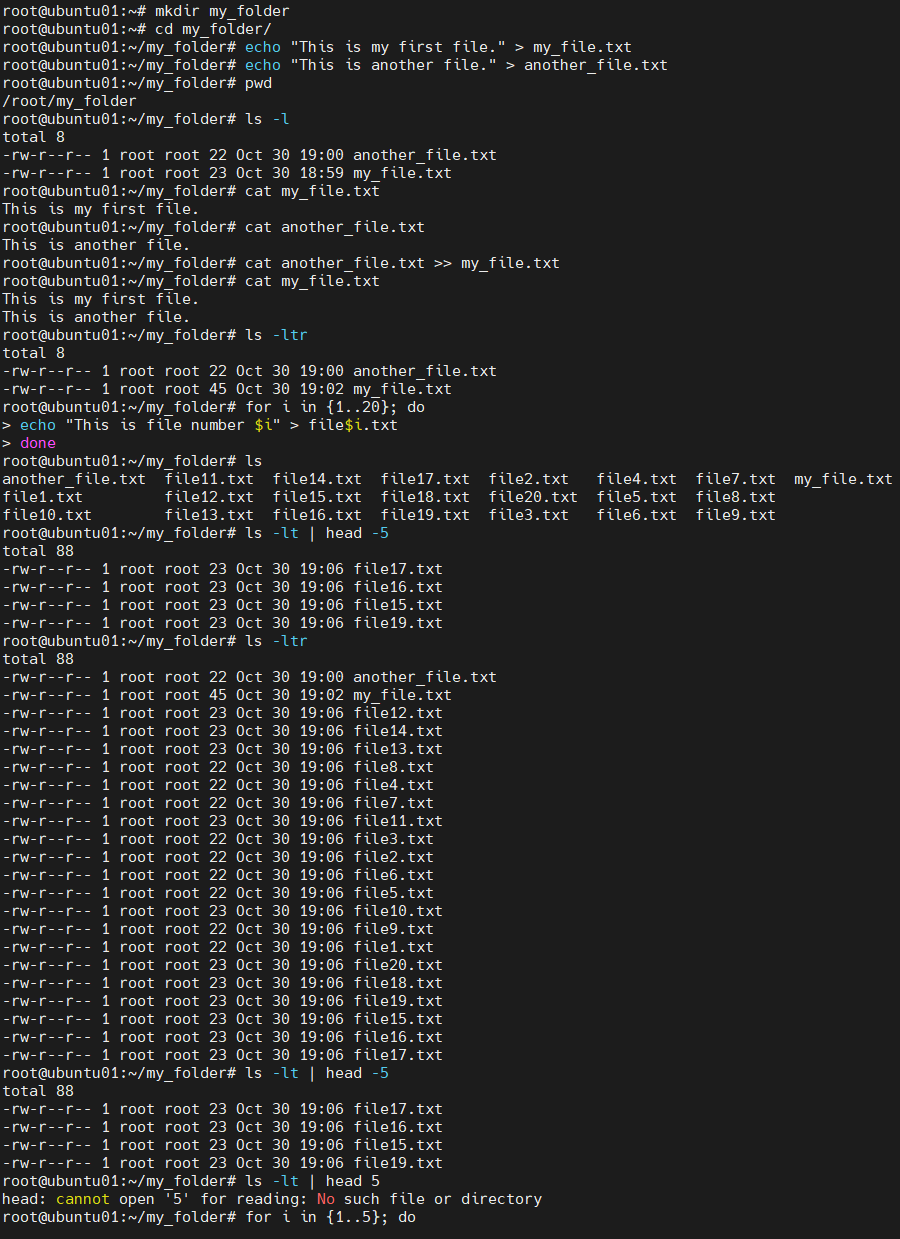 root@ubuntu01:~# mkdir my_folder
root@ubuntu01:~# cd my_folder/
root@ubuntu01:~/my_folder# echo "This is my first file." > my_file.txt
root@ubuntu01:~/my_folder# echo "This is another file." > another_file.txt
root@ubuntu01:~/my_folder# pwd
/root/my_folder
root@ubuntu01:~/my_folder# ls -l
total 8
-rw-r--r-- 1 root root 22 Oct 30 19:00 another_file.txt
-rw-r--r-- 1 root root 23 Oct 30 18:59 my_file.txt
root@ubuntu01:~/my_folder# cat my_file.txt
This is my first file.
root@ubuntu01:~/my_folder# cat another_file.txt
This is another file.
root@ubuntu01:~/my_folder# cat another_file.txt >> my_file.txt
root@ubuntu01:~/my_folder# cat my_file.txt
This is my first file.
This is another file.
root@ubuntu01:~/my_folder# ls -ltr
total 8
-rw-r--r-- 1 root root 22 Oct 30 19:00 another_file.txt
-rw-r--r-- 1 root root 45 Oct 30 19:02 my_file.txt
root@ubuntu01:~/my_folder# for i in {1..20}; do
> echo "This is file number $i" > file$i.txt
> done
root@ubuntu01:~/my_folder# ls
another_file.txt  file11.txt  file14.txt  file17.txt  file2.txt   file4.txt  file7.txt  my_file.txt
file1.txt         file12.txt  file15.txt  file18.txt  file20.txt  file5.txt  file8.txt
file10.txt        file13.txt  file16.txt  file19.txt  file3.txt   file6.txt  file9.txt
root@ubuntu01:~/my_folder# ls -lt | head -5
total 88
-rw-r--r-- 1 root root 23 Oct 30 19:06 file17.txt
-rw-r--r-- 1 root root 23 Oct 30 19:06 file16.txt
-rw-r--r-- 1 root root 23 Oct 30 19:06 file15.txt
-rw-r--r-- 1 root root 23 Oct 30 19:06 file19.txt
root@ubuntu01:~/my_folder# ls -ltr
total 88
-rw-r--r-- 1 root root 22 Oct 30 19:00 another_file.txt
-rw-r--r-- 1 root root 45 Oct 30 19:02 my_file.txt
-rw-r--r-- 1 root root 23 Oct 30 19:06 file12.txt
-rw-r--r-- 1 root root 23 Oct 30 19:06 file14.txt
-rw-r--r-- 1 root root 23 Oct 30 19:06 file13.txt
-rw-r--r-- 1 root root 22 Oct 30 19:06 file8.txt
-rw-r--r-- 1 root root 22 Oct 30 19:06 file4.txt
-rw-r--r-- 1 root root 22 Oct 30 19:06 file7.txt
-rw-r--r-- 1 root root 23 Oct 30 19:06 file11.txt
-rw-r--r-- 1 root root 22 Oct 30 19:06 file3.txt
-rw-r--r-- 1 root root 22 Oct 30 19:06 file2.txt
-rw-r--r-- 1 root root 22 Oct 30 19:06 file6.txt
-rw-r--r-- 1 root root 22 Oct 30 19:06 file5.txt
-rw-r--r-- 1 root root 23 Oct 30 19:06 file10.txt
-rw-r--r-- 1 root root 22 Oct 30 19:06 file9.txt
-rw-r--r-- 1 root root 22 Oct 30 19:06 file1.txt
-rw-r--r-- 1 root root 23 Oct 30 19:06 file20.txt
-rw-r--r-- 1 root root 23 Oct 30 19:06 file18.txt
-rw-r--r-- 1 root root 23 Oct 30 19:06 file19.txt
-rw-r--r-- 1 root root 23 Oct 30 19:06 file15.txt
-rw-r--r-- 1 root root 23 Oct 30 19:06 file16.txt
-rw-r--r-- 1 root root 23 Oct 30 19:06 file17.txt
root@ubuntu01:~/my_folder# ls -lt | head -5
total 88
-rw-r--r-- 1 root root 23 Oct 30 19:06 file17.txt
-rw-r--r-- 1 root root 23 Oct 30 19:06 file16.txt
-rw-r--r-- 1 root root 23 Oct 30 19:06 file15.txt
-rw-r--r-- 1 root root 23 Oct 30 19:06 file19.txt
root@ubuntu01:~/my_folder# ls -lt | head 5
head: cannot open '5' for reading: No such file or directory
root@ubuntu01:~/my_folder# for i in {1..5}; do